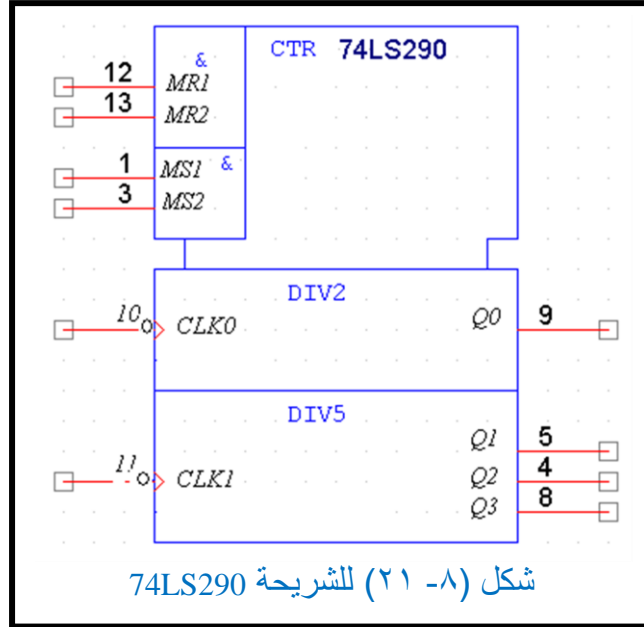 CTR 74LS290
&
12 MR1
13 MR2
1 MS1 &
3 MS2
DIV2
10 CLK0 Q0 9
DIV5
Q1 5
11 CLK1 Q2 4
Q3 8
شكل (٨- ٢١) للشريحة 74LS290